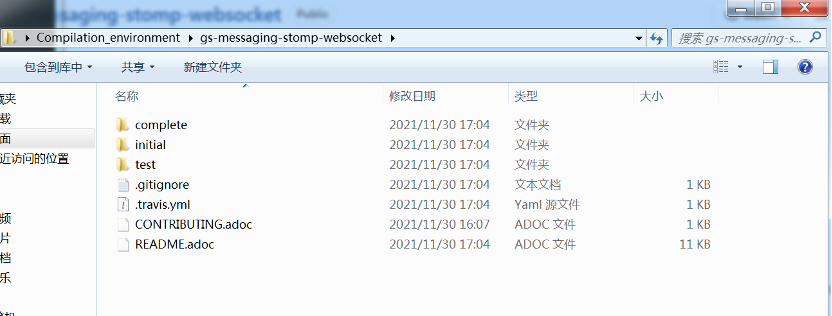 saging-stomp-websocket Public
Compilation_environment gs-messaging-stomp-websocket 搜索 gs-messaging-s...
包含到库中 共享 新建文件夹
名称 修改日期 类型 大小
藏夹
载
面
近访问的位置
频
片
档
乐
complete 2021/11/30 17:04 文件夹
initial 2021/11/30 17:04 文件夹
test 2021/11/30 17:04 文件夹
.gitignore 2021/11/30 17:04 文本文档 1 KB
.travis.yml 2021/11/30 17:04 Yaml 源文件 1 KB
CONTRIBUTING.adoc 2021/11/30 16:07 ADOC 文件 1 KB
README.adoc 2021/11/30 17:04 ADOC 文件 11 KB